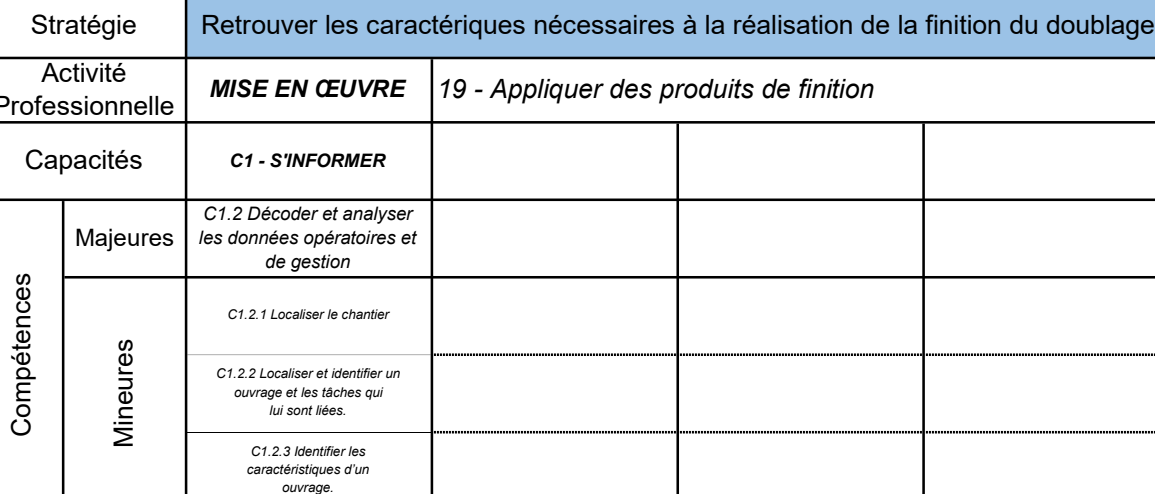 Stratégie
Retrouver les caractériques nécessaires à la réalisation de la finition du doublage
Activité
Professionnelle
MISE EN ŒUVRE
19 - Appliquer des produits de finition
Capacités
C1 - S'INFORMER
Compétences
Majeures
C1.2 Décoder et analyser
les données opératoires et
de gestion
Mineures
C1.2.1 Localiser le chantier
C1.2.2 Localiser et identifier un
ouvrage et les tâches qui
lui sont liées.
C1.2.3 Identifier les
caractéristiques d'un
ouvrage.